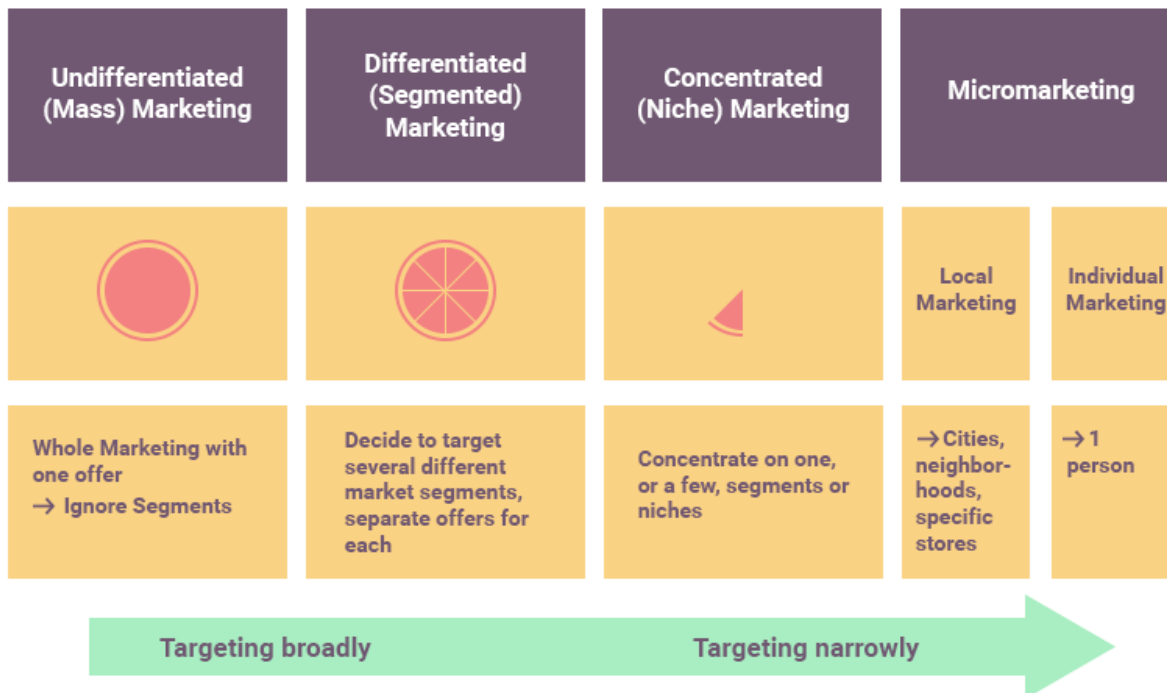 Undifferentiated
(Mass) Marketing
Differentiated
(Segmented)
Marketing
Concentrated
(Niche) Marketing
Micromarketing
Local
Marketing
Individual
Marketing
Whole Marketing with
one offer
→ Ignore Segments
Decide to target
several different
market segments,
separate offers for
each
Concentrate on one,
or a few, segments or
niches
→ Cities,
neighbor-
hoods,
specific
stores
→ 1
person
Targeting broadly
Targeting narrowly